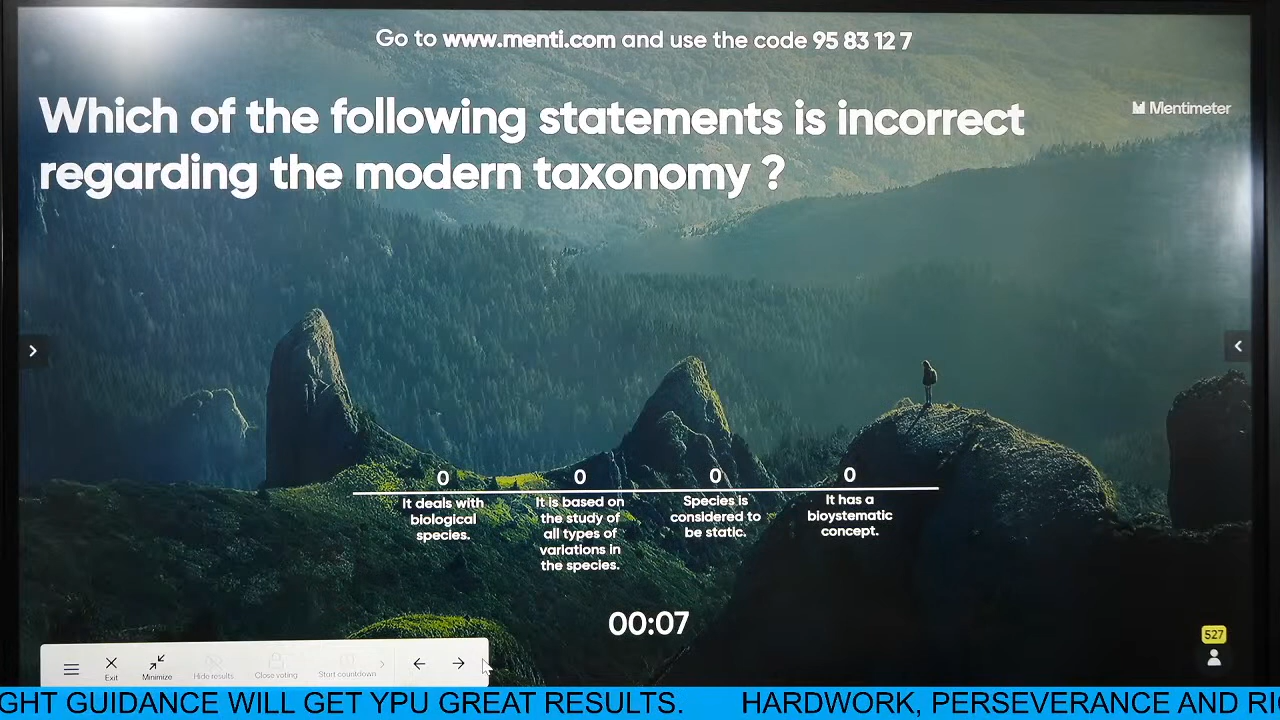 Go to www.menti.com and use the code 95 83 12 7
Which of the following statements is incorrect
regarding the modern taxonomy ?
Mentimeter
0
It deals with
biological
species.
0
It is based on
the study of
all types of
variations in
the species.
0
Species is
considered to
be static.
0
It has a
bioystematic
concept.
00:07
527
Exit
Minimize
Hide results
Close voting
Start countdown
GHT GUIDANCE WILL GET YPU GREAT RESULTS. HARDWORK, PERSEVERANCE AND RI